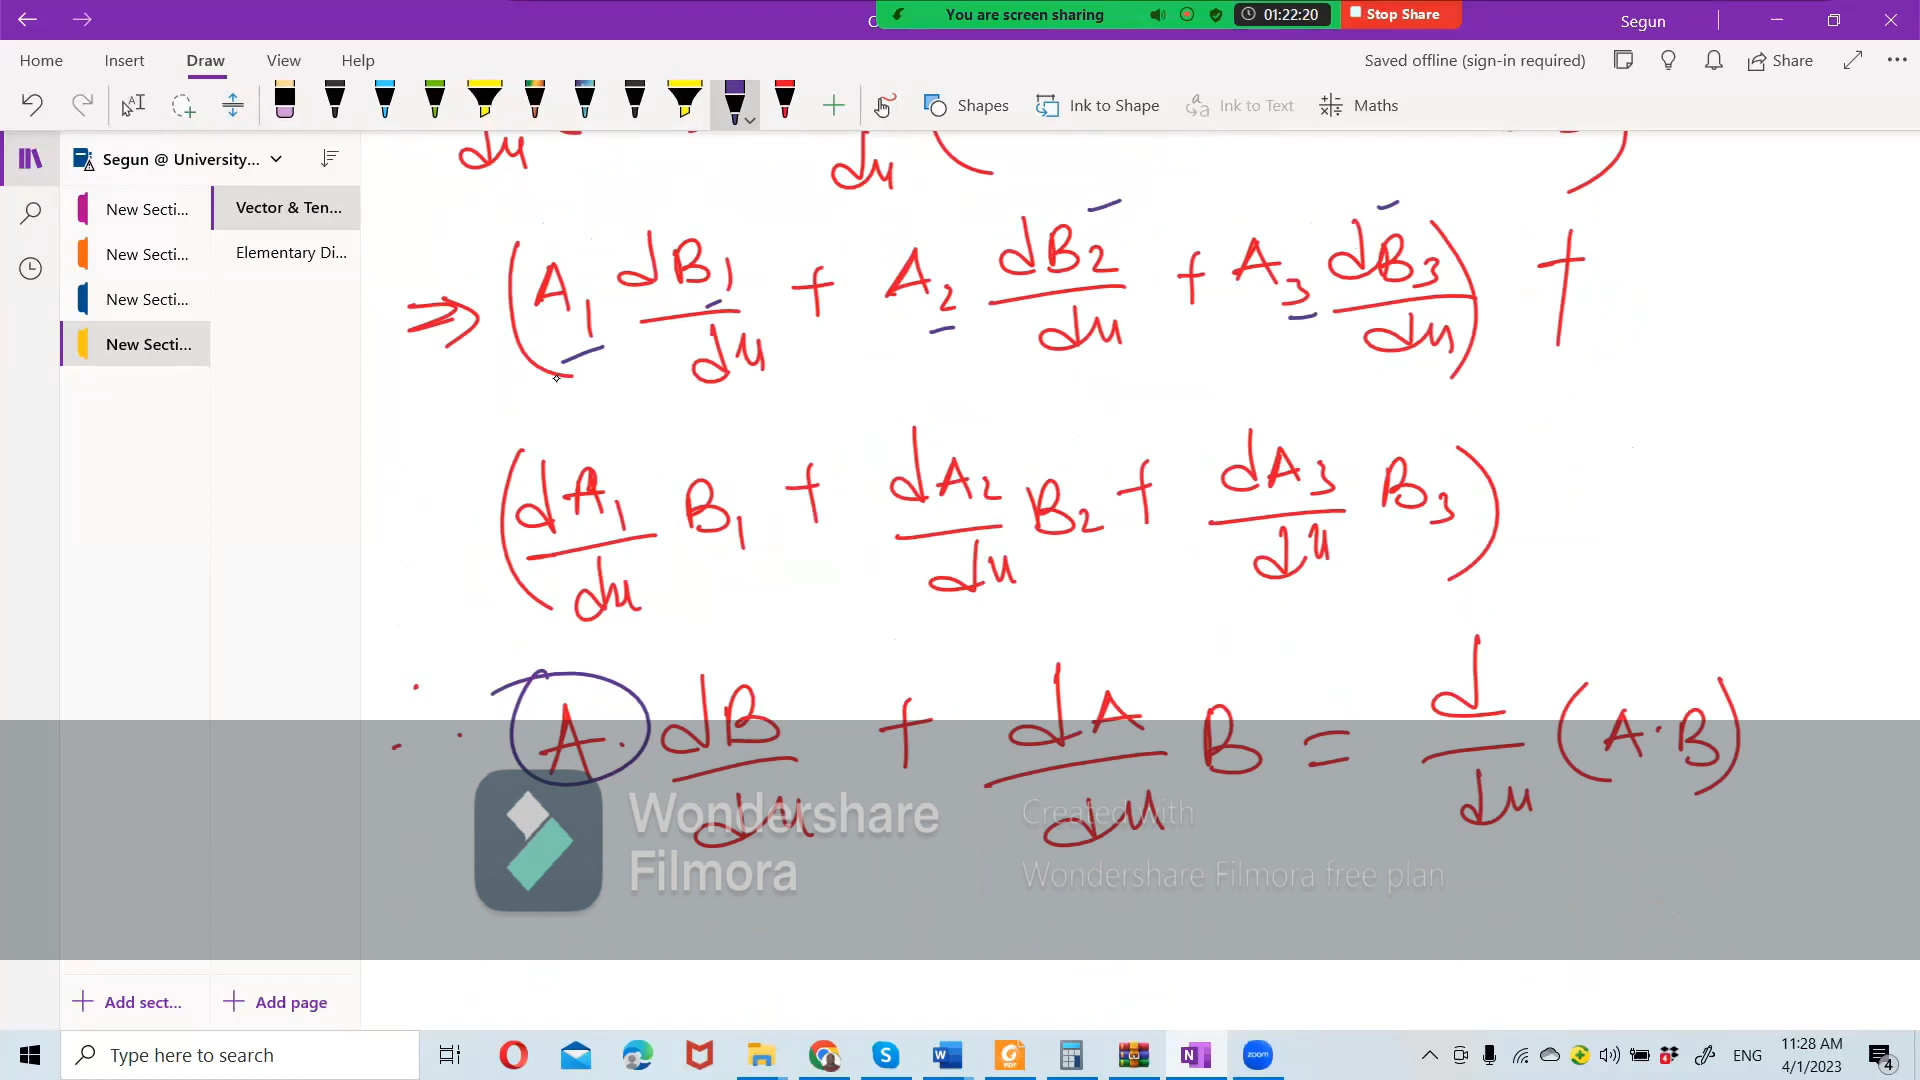 You are screen sharing
01:22:20
Stop Share
Segun
Home Insert Draw View Help
Saved offline (sign-in required)
Share
Shapes
Ink to Shape
Ink to Text
Maths
Segun @ University...
New Secti...
New Secti...
New Secti...
New Secti...
Vector & Ten...
Elementary Di...
du du ( )
⇒ (A₁ dB₁/du + A₂ dB₂/du + A₃ dB₃/du) +
(dA₁/du B₁ + dA₂/du B₂ + dA₃/du B₃)
∴ A · dB/du + dA/du B = d/du (A · B)
Wondershare
Filmora
Created with
Wondershare Filmora free plan
Add sect...
Add page
Type here to search
ENG
11:28 AM
4/1/2023
4